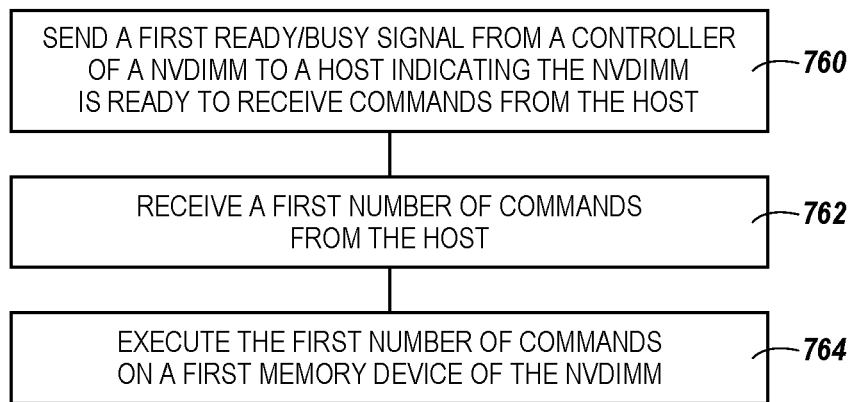 SEND A FIRST READY/BUSY SIGNAL FROM A CONTROLLER
OF A NVDIMM TO A HOST INDICATING THE NVDIMM
IS READY TO RECEIVE COMMANDS FROM THE HOST
760
RECEIVE A FIRST NUMBER OF COMMANDS
FROM THE HOST
762
EXECUTE THE FIRST NUMBER OF COMMANDS
ON A FIRST MEMORY DEVICE OF THE NVDIMM
764